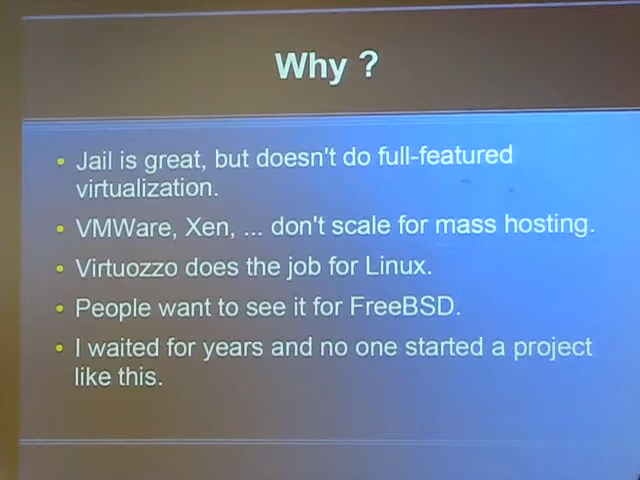 Why ?
• Jail is great, but doesn't do full-featured
virtualization.
• VMWare, Xen, ... don't scale for mass hosting.
• Virtuozzo does the job for Linux.
• People want to see it for FreeBSD.
• I waited for years and no one started a project
like this.